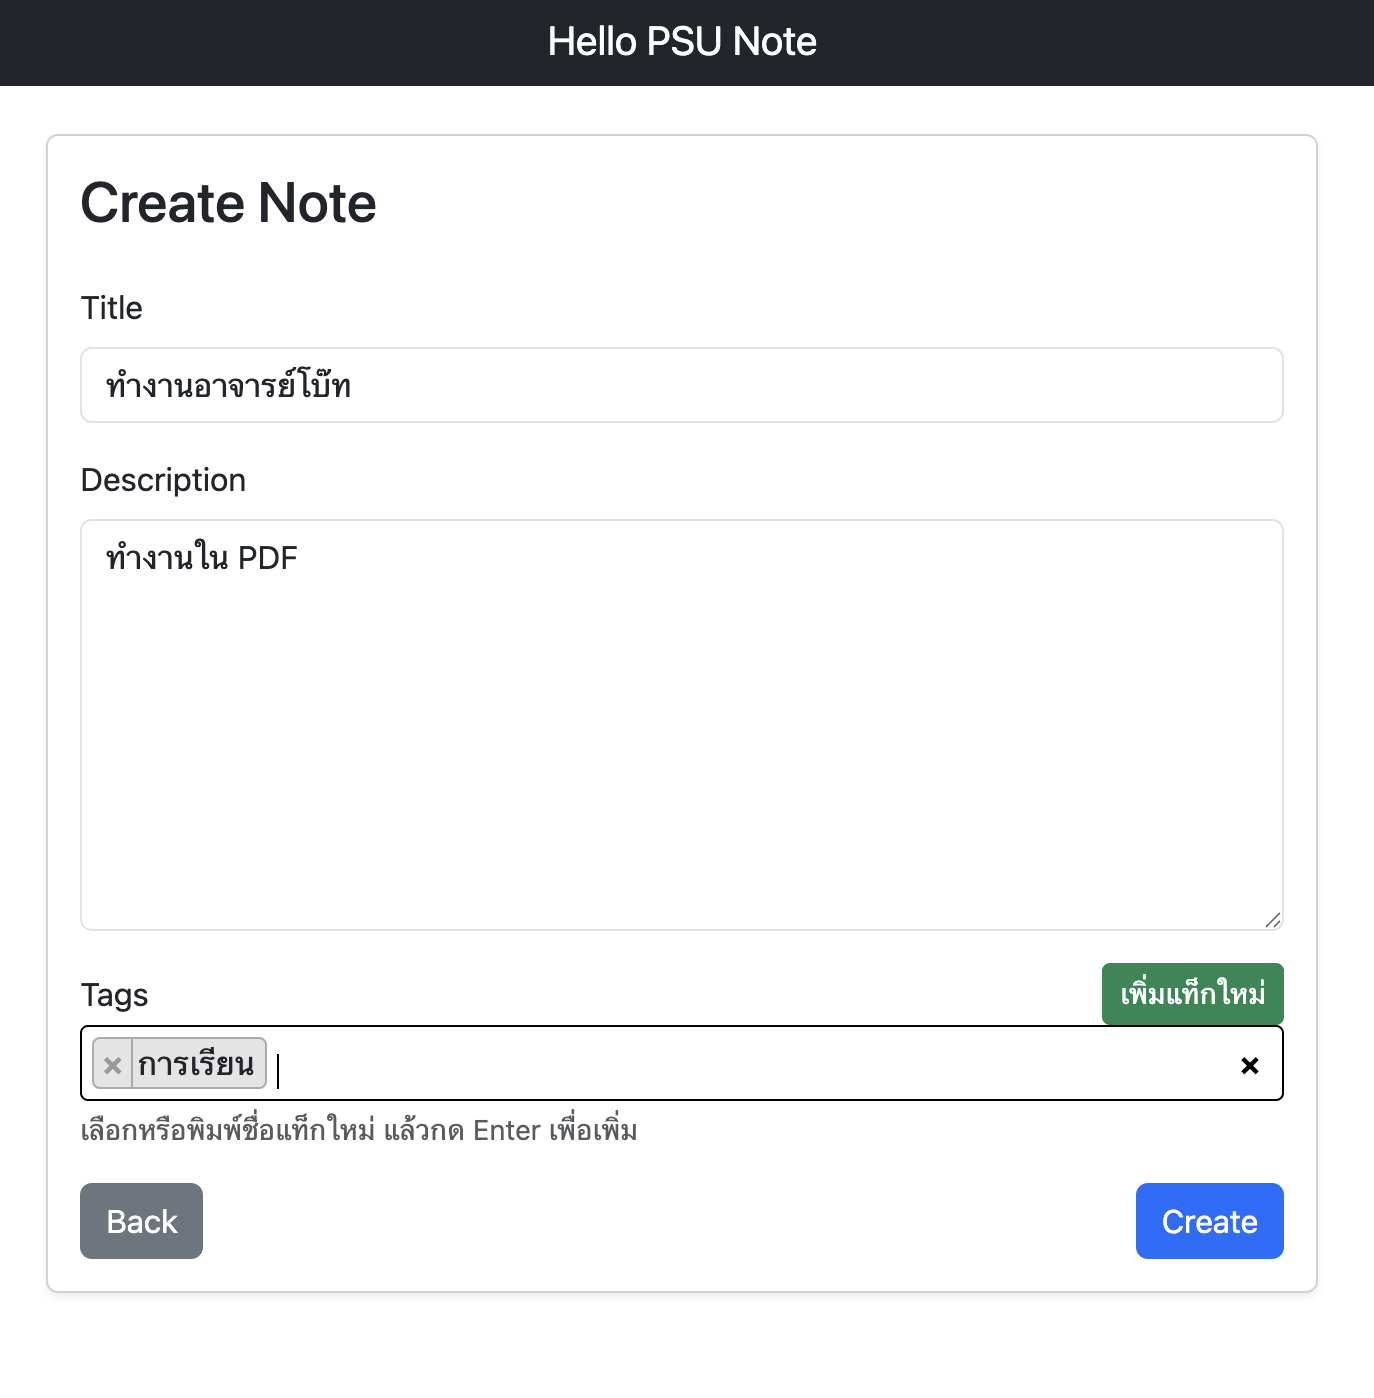 Hello PSU Note
Create Note
Title
ทำงานอาจารย์โบ๊ท
Description
ทำงานใน PDF
Tags
เพิ่มแท็กใหม่
× การเรียน ×
เลือกหรือพิมพ์ชื่อแท็กใหม่ แล้วกด Enter เพื่อเพิ่ม
Back
Create